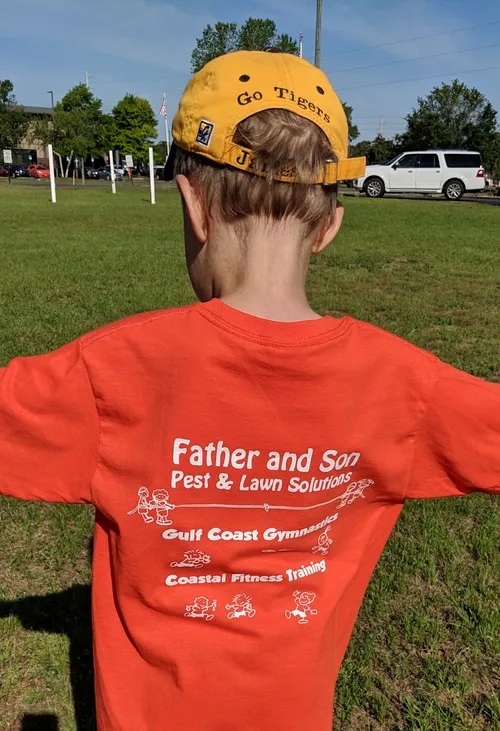 Go Tigers
Father and Son
Pest & Lawn Solutions
Gulf Coast Gymnastics
Coastal Fitness Training